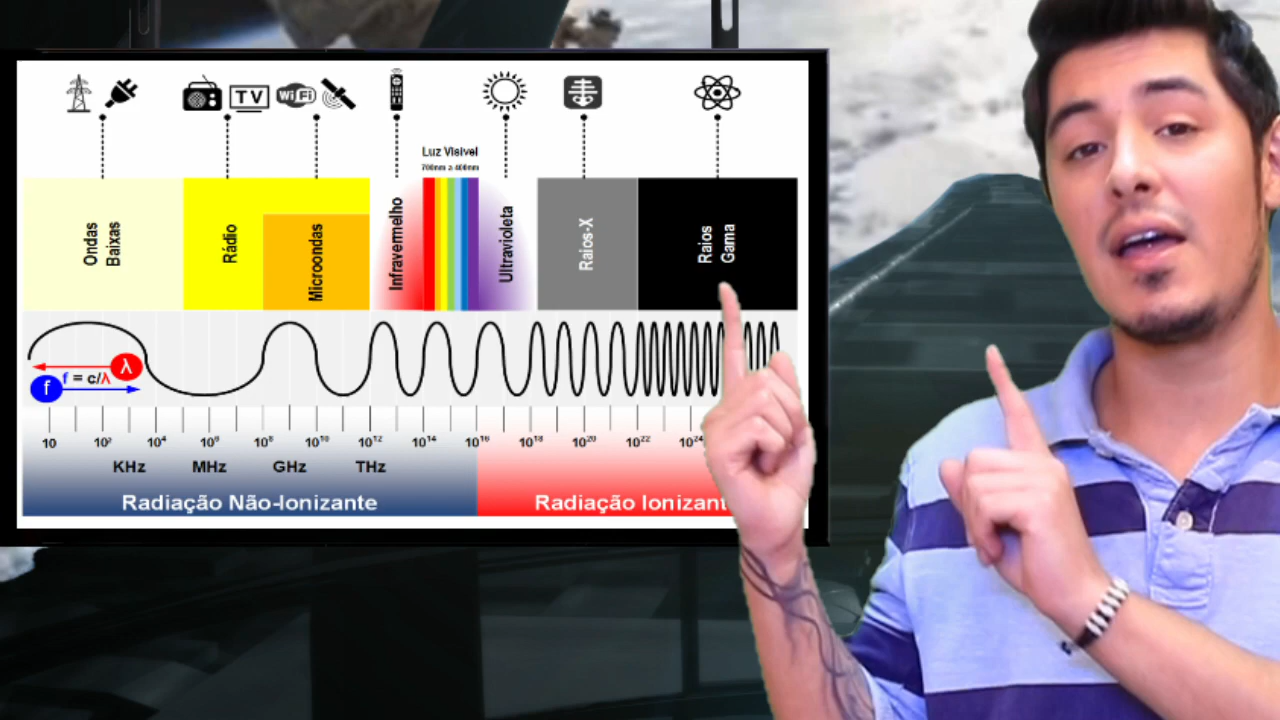 TV
WiFi
Luz Visivel
700nm a 400nm
Ondas
Baixas
Rádio
Microondas
Infravermelho
Ultravioleta
Raios-X
Raios
Gama
λ
f
f = c/λ
10 10² 10⁴ 10⁶ 10⁸ 10¹⁰ 10¹² 10¹⁴ 10¹⁶ 10¹⁸ 10²⁰ 10²² 10²⁴
KHz MHz GHz THz
Radiação Não-Ionizante
Radiação Ionizant